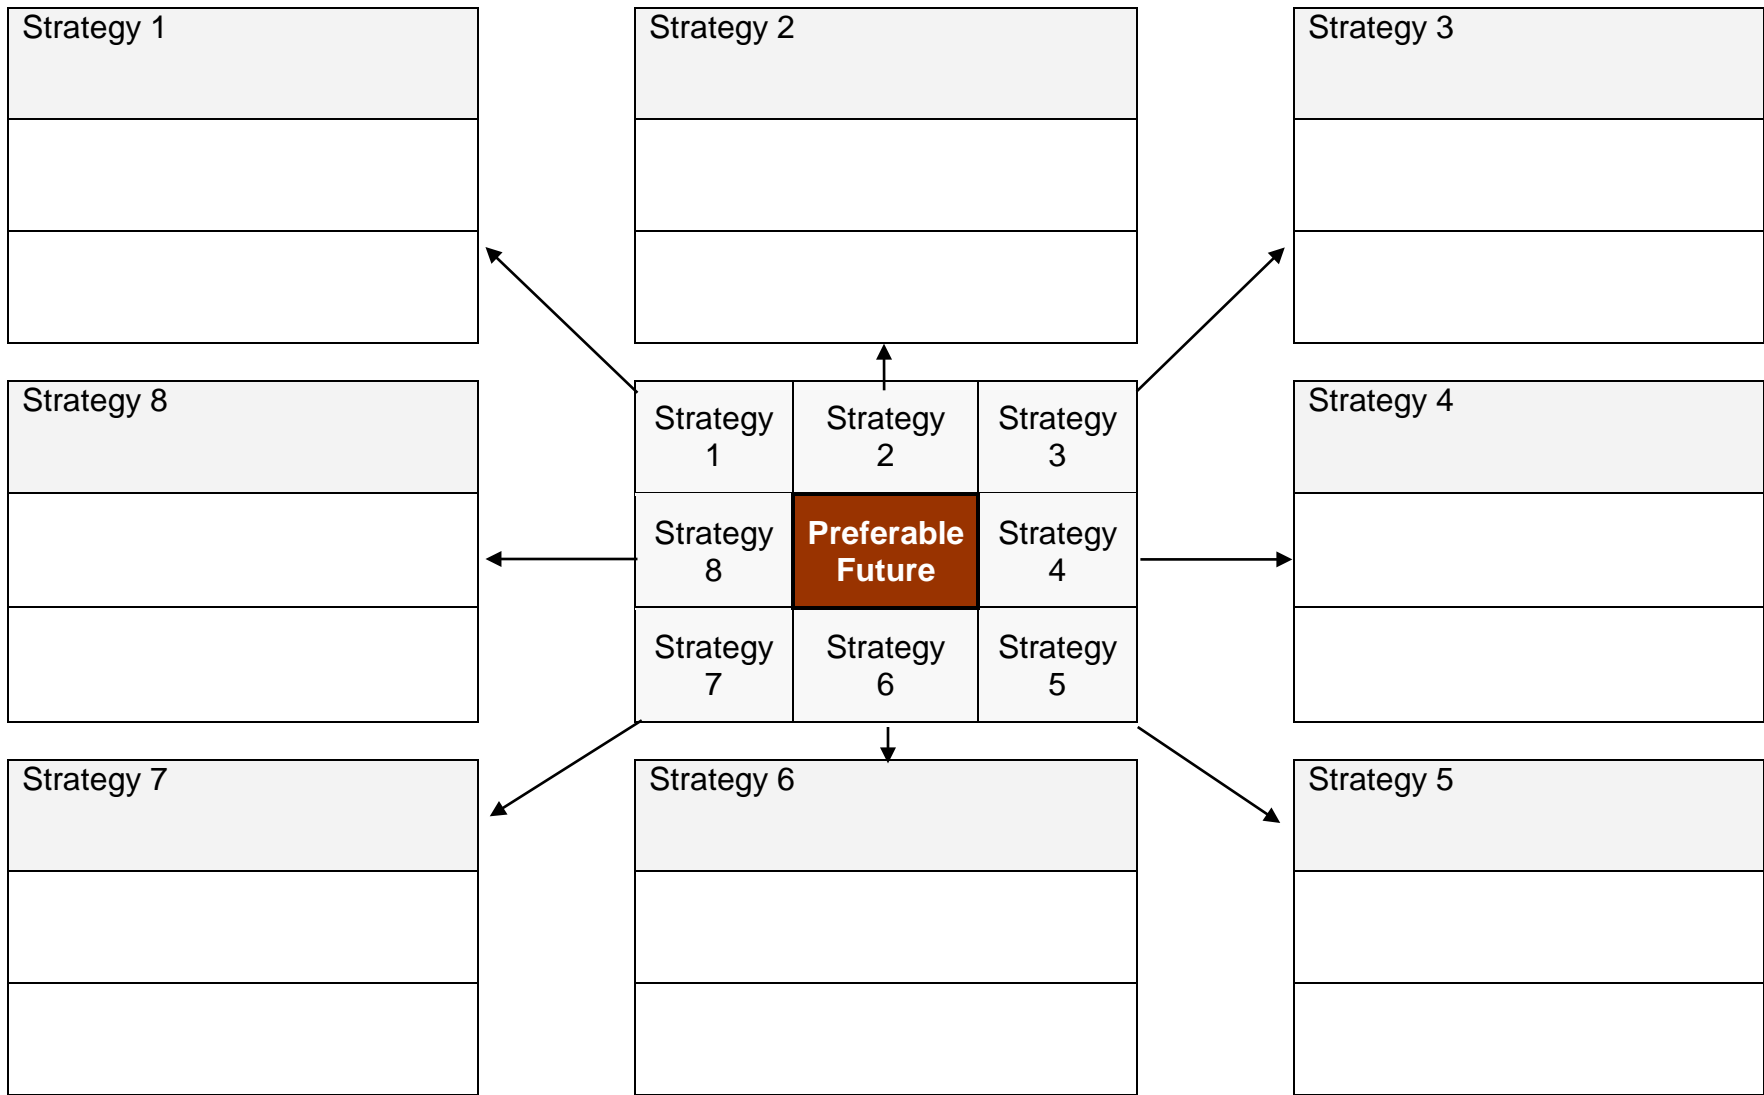 Strategy 1
Strategy 2
Strategy 3
Strategy 8
Strategy
1
Strategy
2
Strategy
3
Strategy 4
Strategy
8
Preferable
Future
Strategy
4
Strategy
7
Strategy
6
Strategy
5
Strategy 7
Strategy 6
Strategy 5